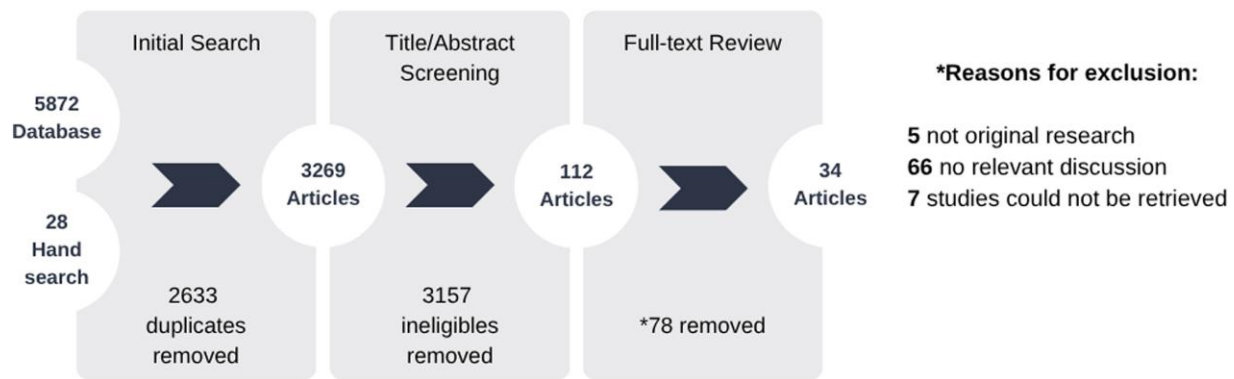 Initial Search
5872
Database
28
Hand
search
2633
duplicates
removed
3269
Articles
Title/Abstract
Screening
3157
ineligibles
removed
112
Articles
Full-text Review
*78 removed
34
Articles
*Reasons for exclusion:
5 not original research
66 no relevant discussion
7 studies could not be retrieved